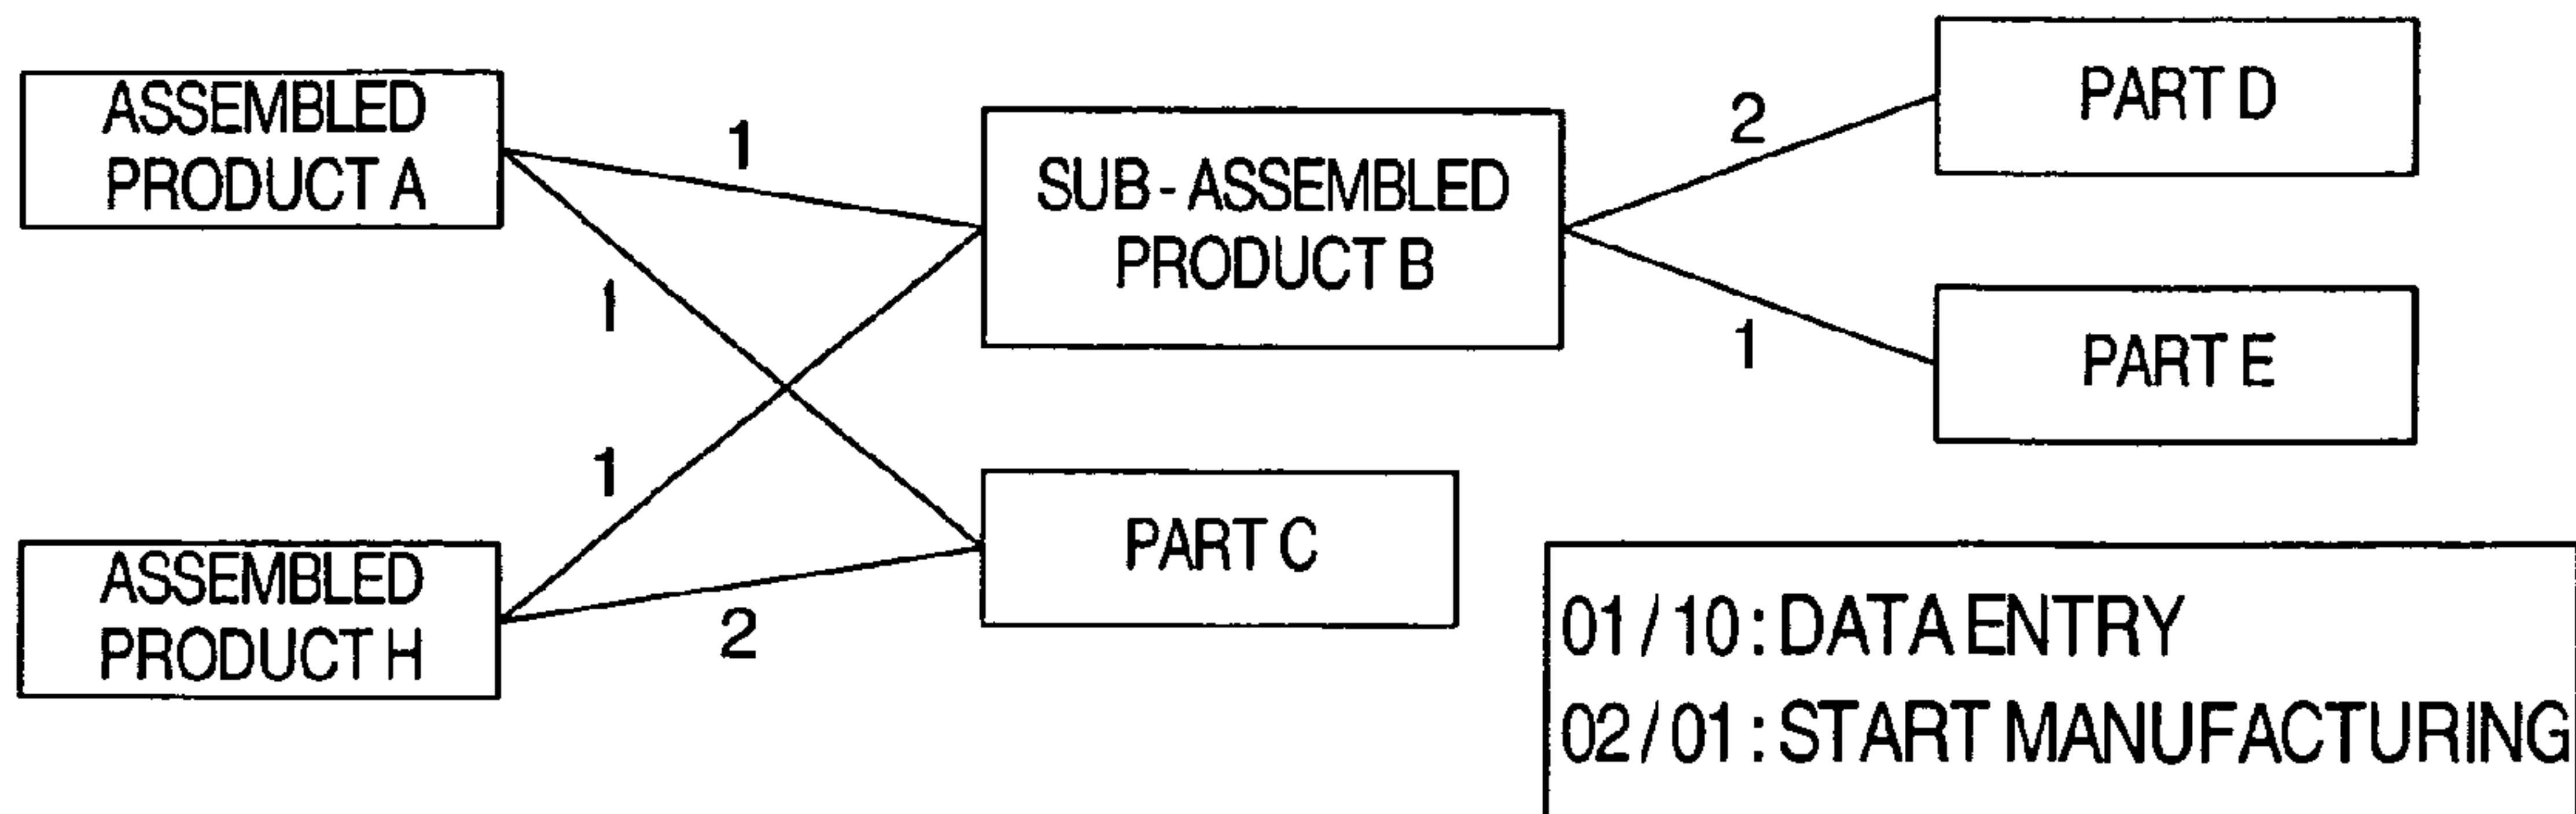 ASSEMBLED
PRODUCT A
1
1
SUB-ASSEMBLED
PRODUCT B
2
PART D
1
PART E
ASSEMBLED
PRODUCT H
1
2
PART C
01/10:DATA ENTRY
02/01:START MANUFACTURING